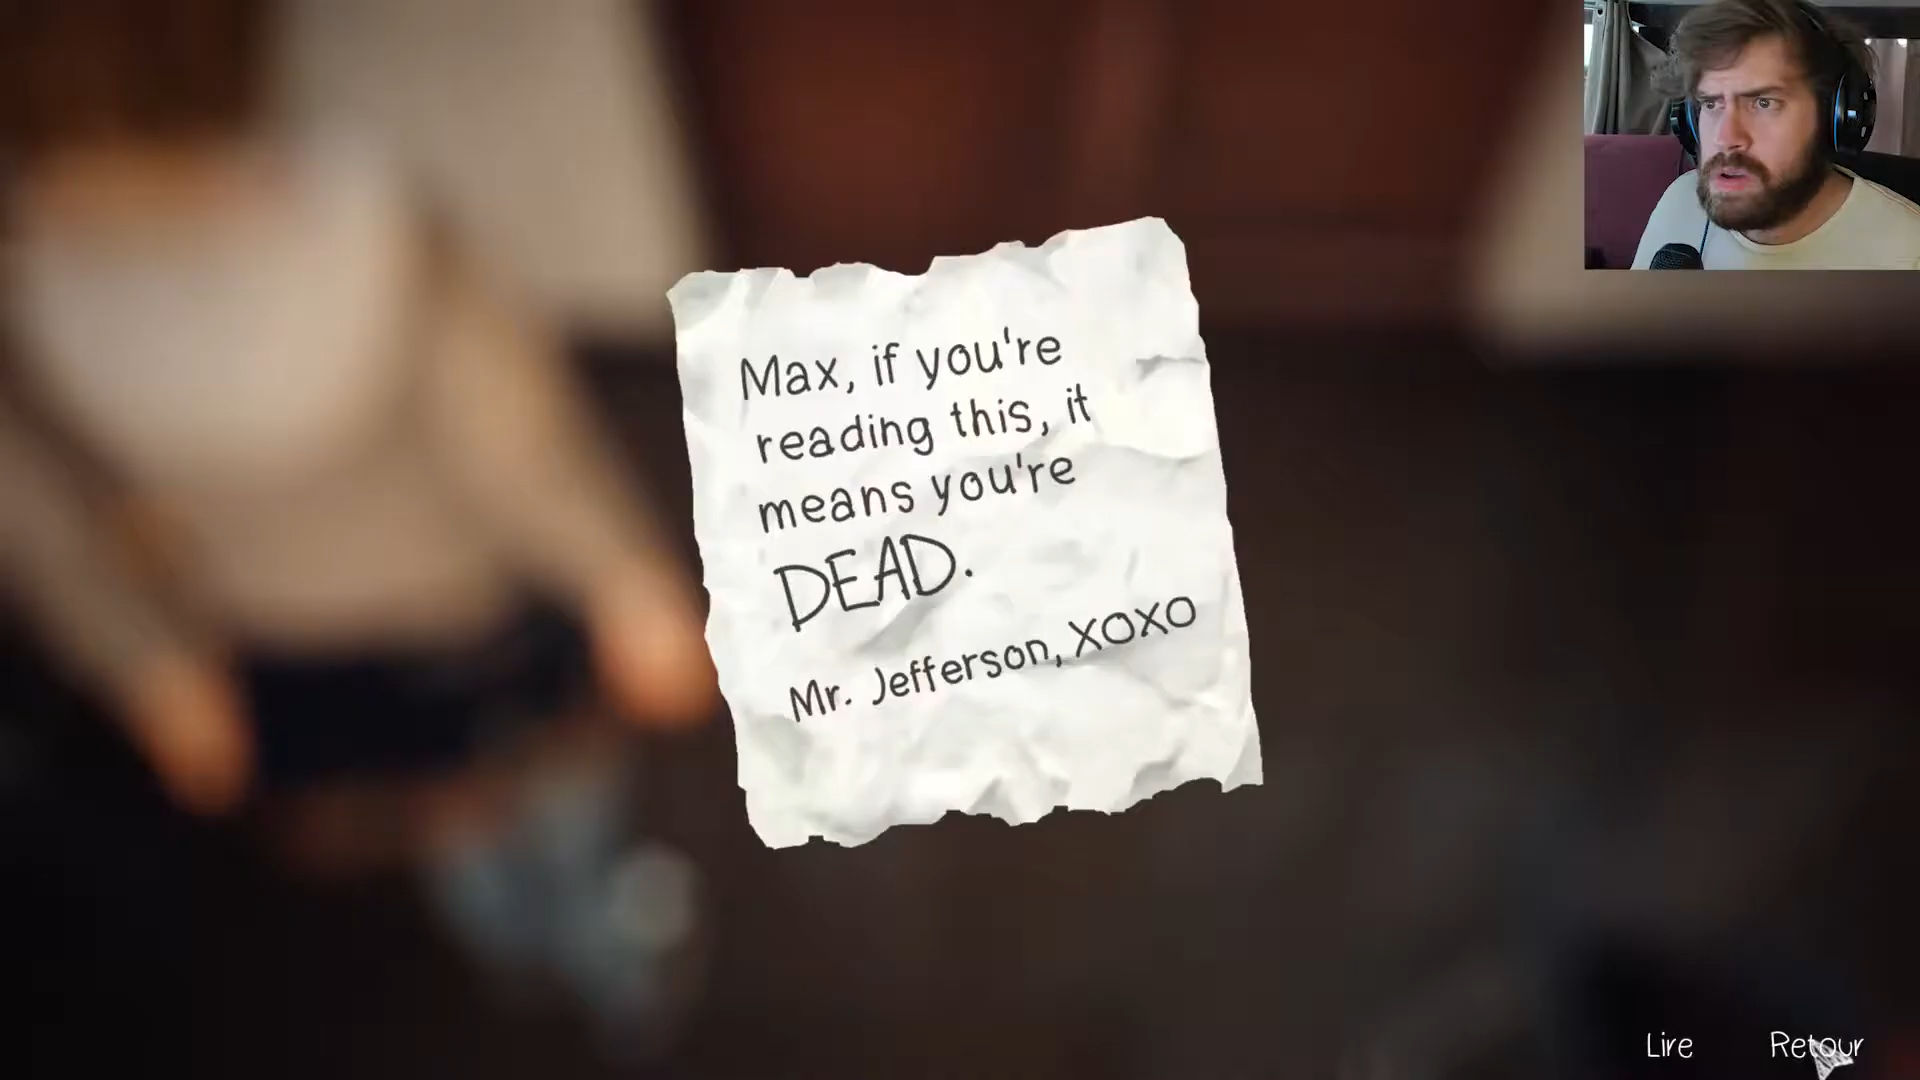 Max, if you're
reading this, it
means you're
DEAD.
Mr. Jefferson, XOXO
Lire Retour